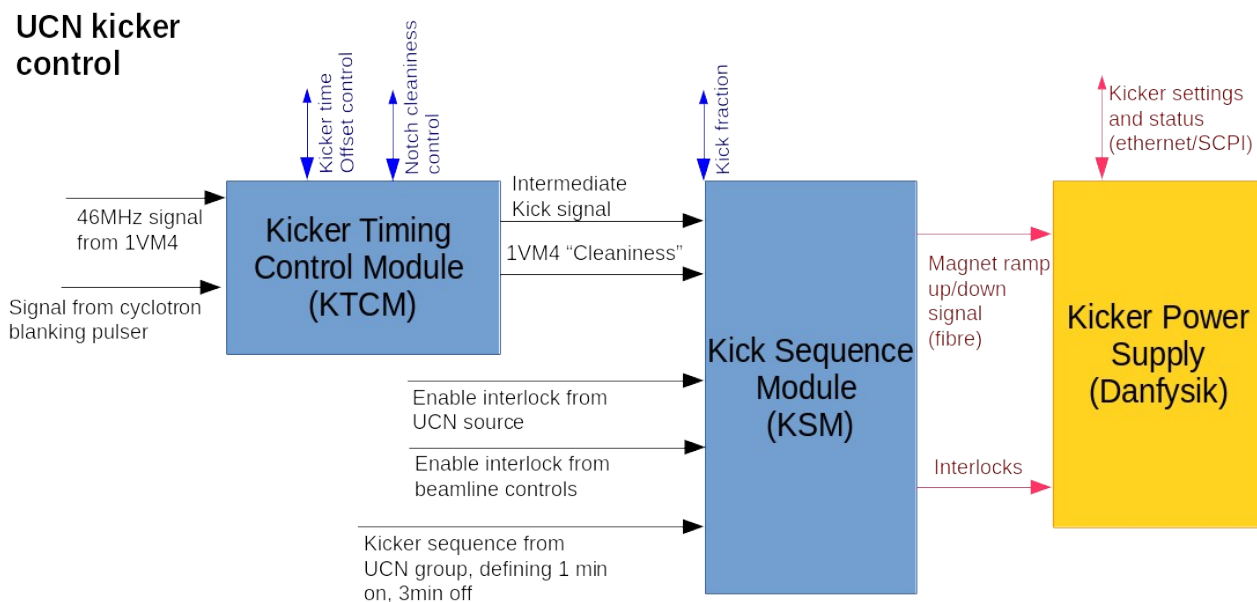 UCN kicker
control
Kicker time
Offset control
Notch cleaniness
control
Kick fraction
Kicker settings
and status
(ethernet/SCPI)
46MHz signal
from 1VM4
Signal from cyclotron
blanking pulser
Kicker Timing
Control Module
(KTCM)
Intermediate
Kick signal
1VM4 “Cleaniness”
Enable interlock from
UCN source
Enable interlock from
beamline controls
Kicker sequence from
UCN group, defining 1 min
on, 3min off
Kick Sequence
Module
(KSM)
Magnet ramp
up/down
signal
(fibre)
Interlocks
Kicker Power
Supply
(Danfysik)